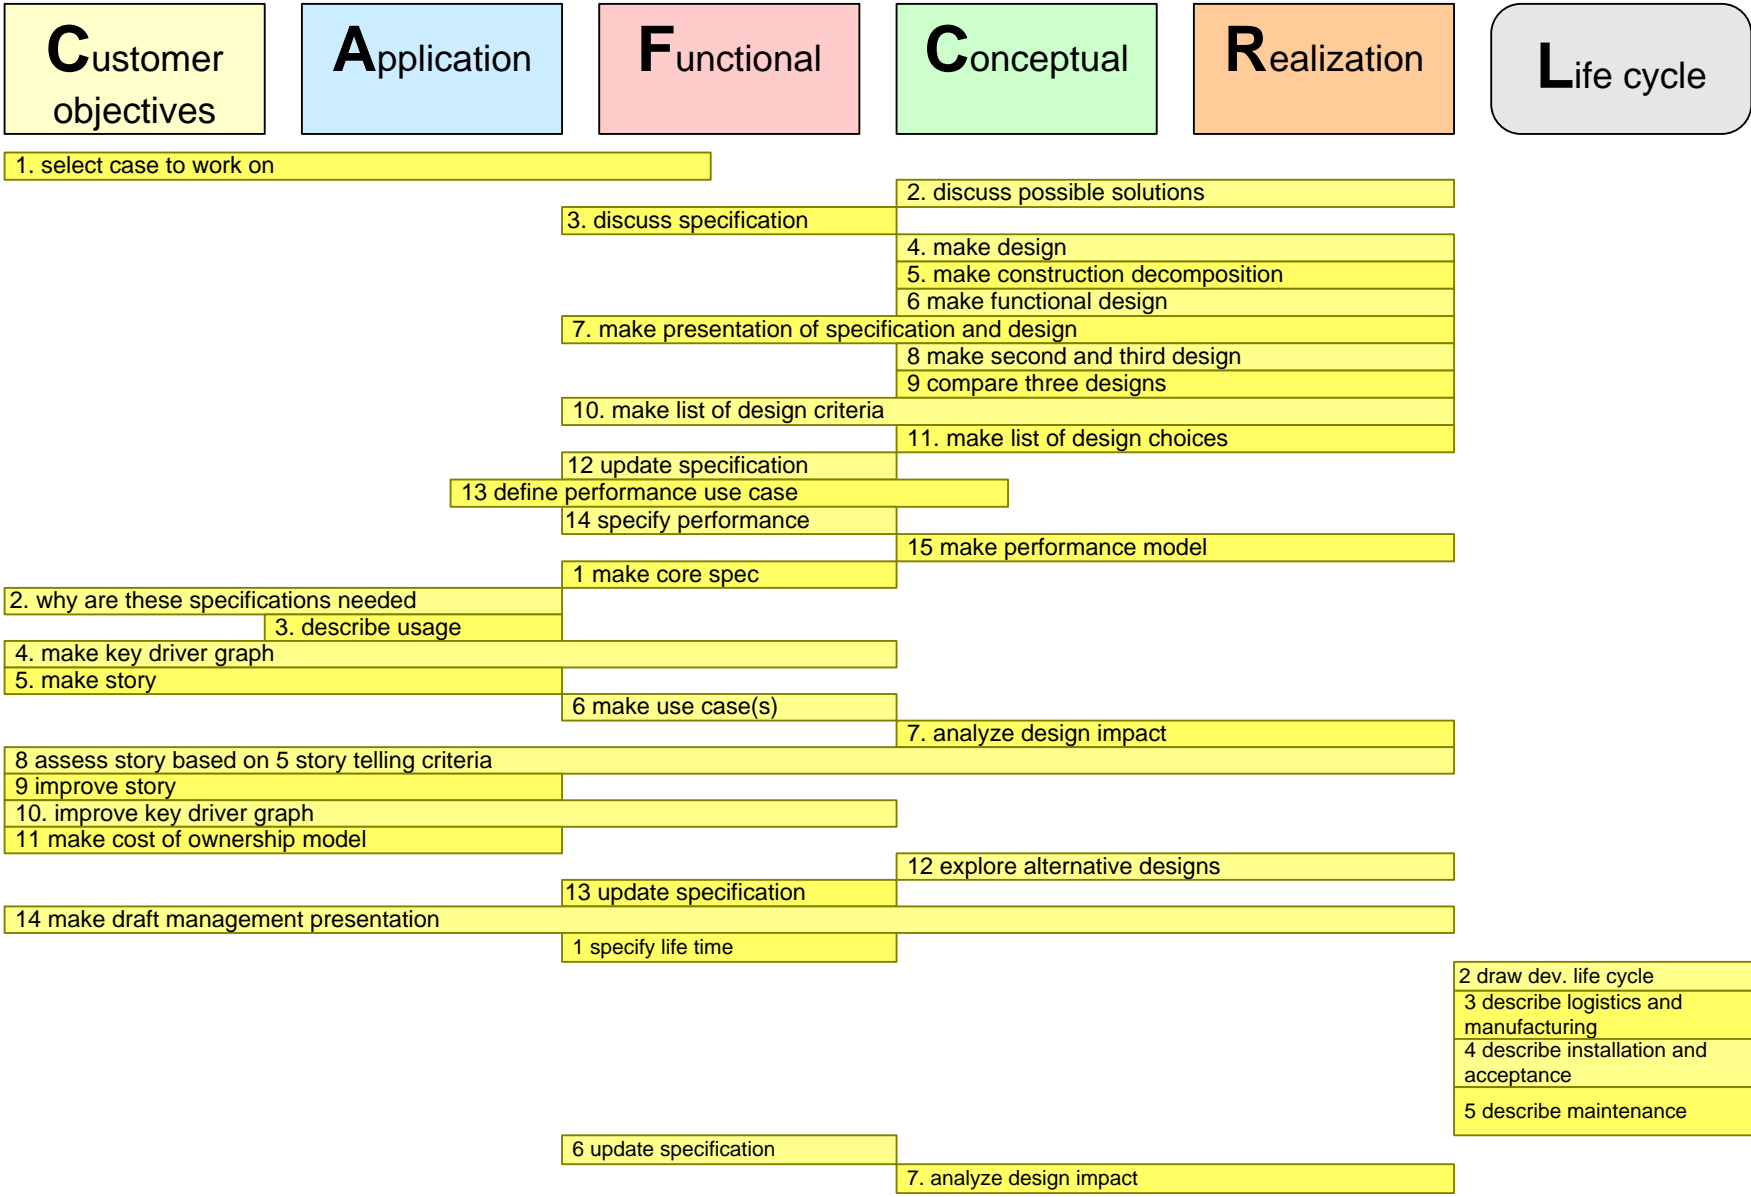 Customer
objectives
Application
Functional
Conceptual
Realization
Life cycle
1. select case to work on
2. discuss possible solutions
3. discuss specification
4. make design
5. make construction decomposition
6 make functional design
7. make presentation of specification and design
8 make second and third design
9 compare three designs
10. make list of design criteria
11. make list of design choices
12 update specification
13 define performance use case
14 specify performance
15 make performance model
1 make core spec
2. why are these specifications needed
3. describe usage
4. make key driver graph
5. make story
6 make use case(s)
7. analyze design impact
8 assess story based on 5 story telling criteria
9 improve story
10. improve key driver graph
11 make cost of ownership model
12 explore alternative designs
13 update specification
14 make draft management presentation
1 specify life time
2 draw dev. life cycle
3 describe logistics and
manufacturing
4 describe installation and
acceptance
5 describe maintenance
6 update specification
7. analyze design impact